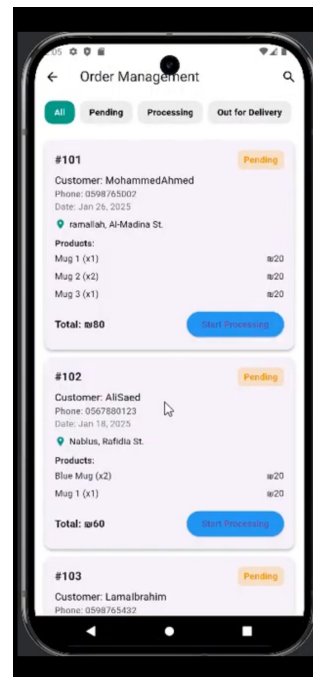 :05
Order Management
All
Pending
Processing
Out for Delivery
#101
Pending
Customer: MohammedAhmed
Phone: 0598765002
Date: Jan 26, 2025
ramallah, Al-Madina St.
Products:
Mug 1 (x1) ₪20
Mug 2 (x2) ₪20
Mug 3 (x1) ₪20
Total: ₪80
Start Processing
#102
Pending
Customer: AliSaed
Phone: 0567880123
Date: Jan 18, 2025
Nablus, Rafidia St.
Products:
Blue Mug (x2) ₪20
Mug 1 (x1) ₪20
Total: ₪60
Start Processing
#103
Pending
Customer: LamaIbrahim
Phone: 0598765432